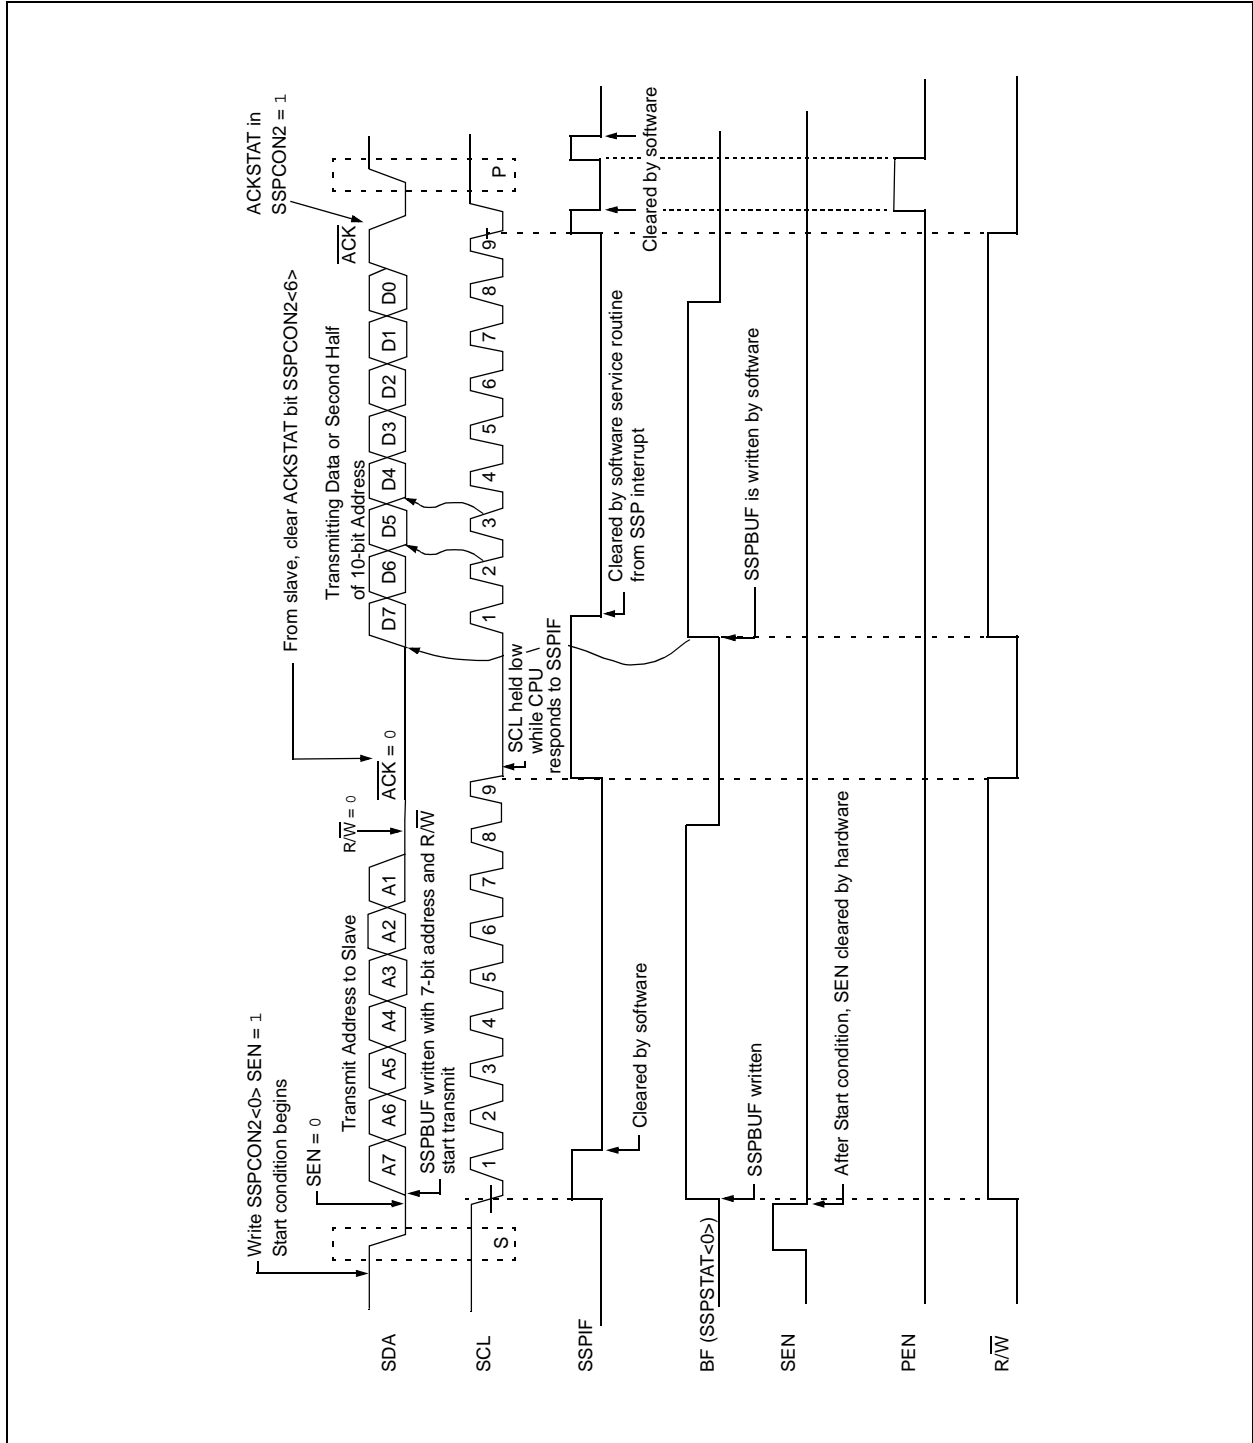 Write SSPCON2<0> SEN = 1
Start condition begins
SEN = 0
From slave, clear ACKSTAT bit SSPCON2<6>
ACKSTAT in
SSPCON2 = 1
Transmit Address to Slave
R/W = 0
ACK = 0
Transmitting Data or Second Half
of 10-bit Address
ACK
SDA
A7 A6 A5 A4 A3 A2 A1
D7 D6 D5 D4 D3 D2 D1 D0
SSPBUF written with 7-bit address and R/W
start transmit
SCL
S
1 2 3 4 5 6 7 8 9
1 2 3 4 5 6 7 8 9
P
SCL held low
while CPU
responds to SSPIF
SSPIF
Cleared by software
Cleared by software service routine
from SSP interrupt
Cleared by software
BF (SSPSTAT<0>)
SSPBUF written
SSPBUF is written by software
SEN
After Start condition, SEN cleared by hardware
PEN
R/W